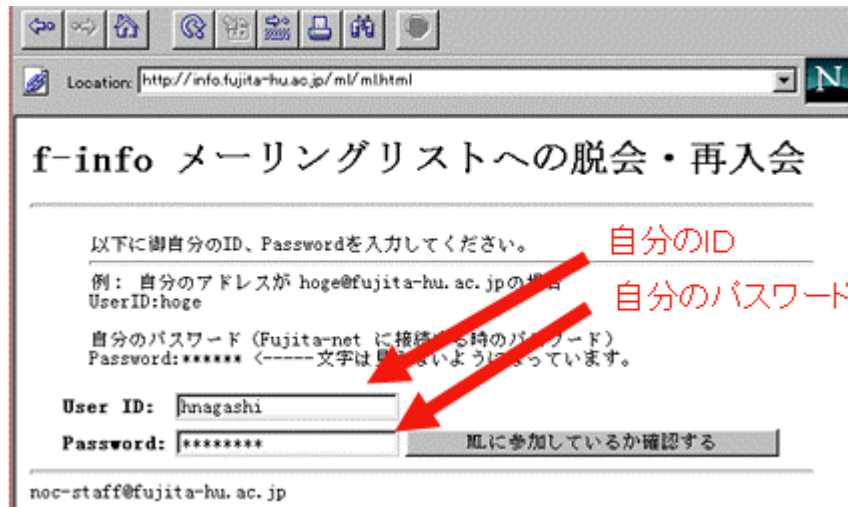 Location: http://info.fujita-hu.ac.jp/ml/ml.html
N
f-info メーリングリストへの脱会・再入会
以下に御自分のID、Passwordを入力してください。
自分のID
例： 自分のアドレスが hoge@fujita-hu.ac.jpの場合
UserID:hoge
自分のパスワード
自分のパスワード（Fujita-net に接続する時のパスワード）
Password:****** <-----文字は見えないようになっています。
User ID: hnagashi
Password: ******** MLに参加しているか確認する
noc-staff@fujita-hu.ac.jp